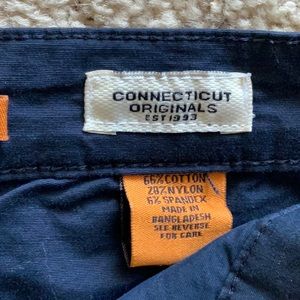 CONNECTICUT
ORIGINALS
EST 1993
66% COTTON
28% NYLON
6% SPANDEX
MADE IN
BANGLADESH
SEE REVERSE
FOR CARE